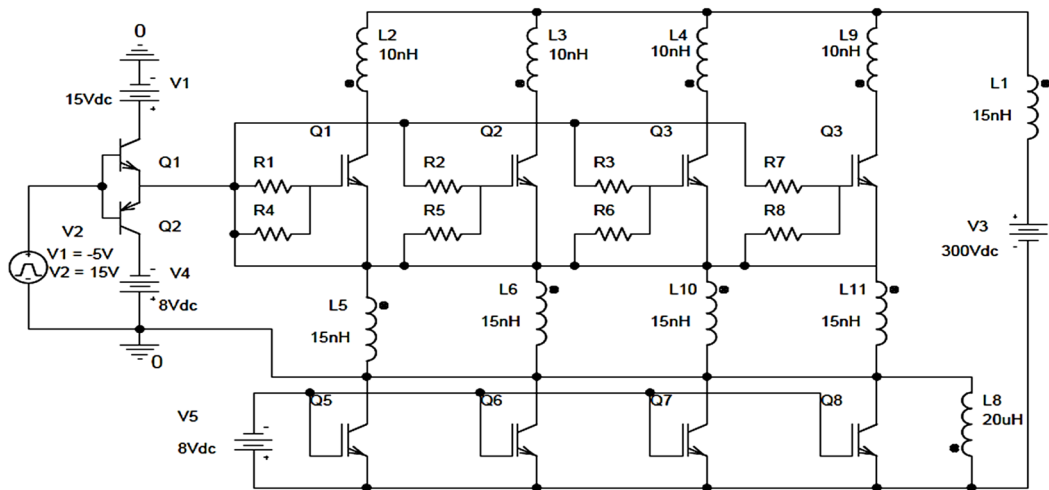 0
V1
15Vdc
Q1
Q2
V2
V1 = -5V
V2 = 15V
V4
8Vdc
0
L2
10nH
L3
10nH
L4
10nH
L9
10nH
L1
15nH
Q1
Q2
Q3
Q3
R1
R2
R3
R7
R4
R5
R6
R8
V3
300Vdc
L5
15nH
L6
15nH
L10
15nH
L11
15nH
V5
8Vdc
Q5
Q6
Q7
Q8
L8
20uH